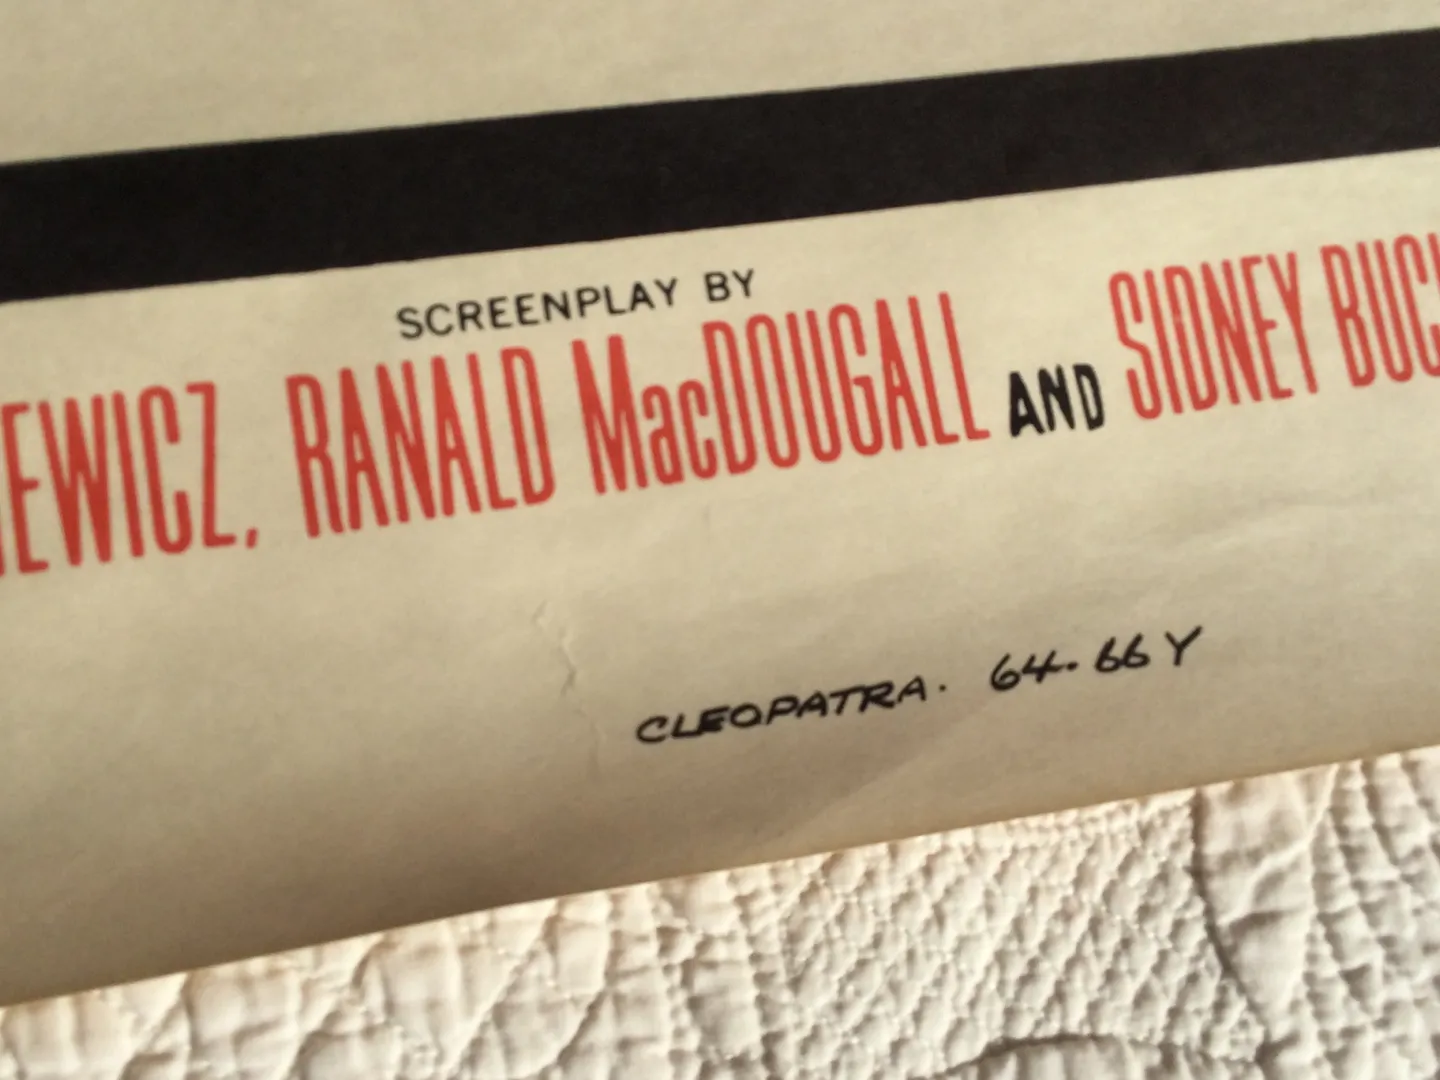 SCREENPLAY BY
EWICZ, RANALD MacDOUGALL AND SIDNEY BUC
CLEOPATRA. 64-66Y